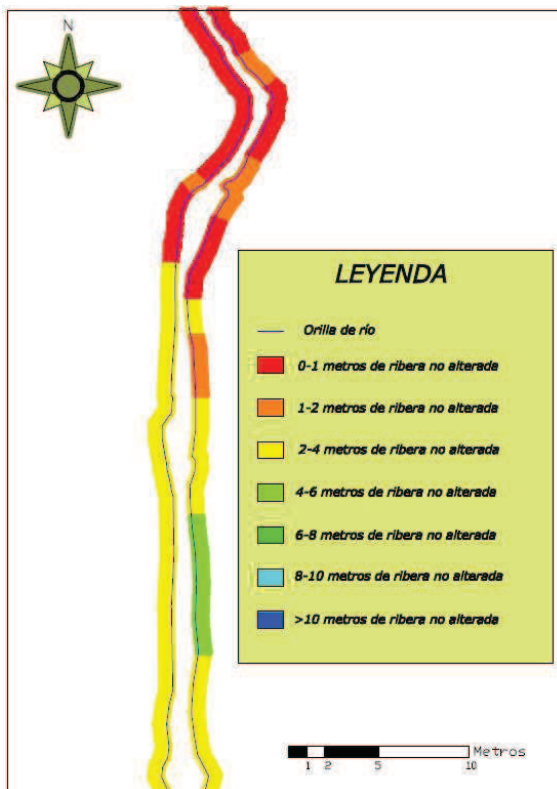 N
LEYENDA
Orilla de río
0-1 metros de ribera no alterada
1-2 metros de ribera no alterada
2-4 metros de ribera no alterada
4-6 metros de ribera no alterada
6-8 metros de ribera no alterada
8-10 metros de ribera no alterada
>10 metros de ribera no alterada
Metros
1 2 5 10